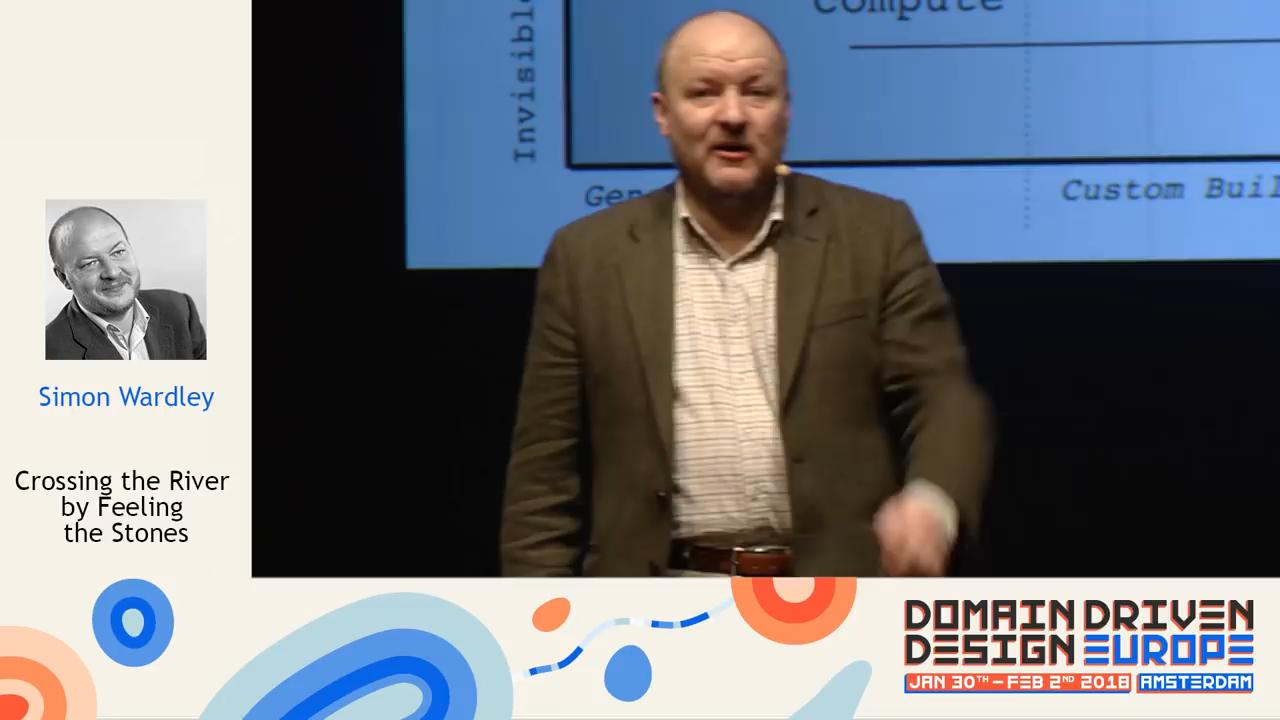 Compute
Invisible
Custom Buil
Simon Wardley
Crossing the River
by Feeling
the Stones
DOMAIN DRIVEN
DESIGN EUROPE
JAN 30TH - FEB 2ND 2018 AMSTERDAM